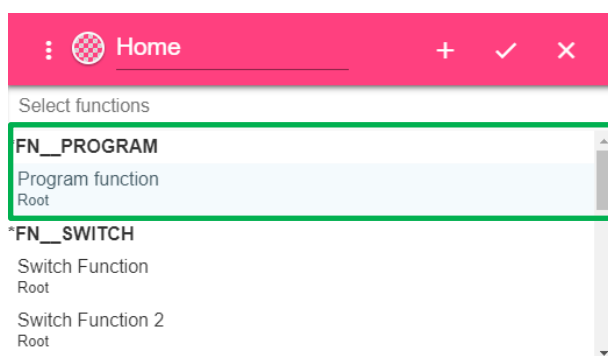 Home
Select functions
*FN__PROGRAM
Program function
Root
*FN__SWITCH
Switch Function
Root
Switch Function 2
Root